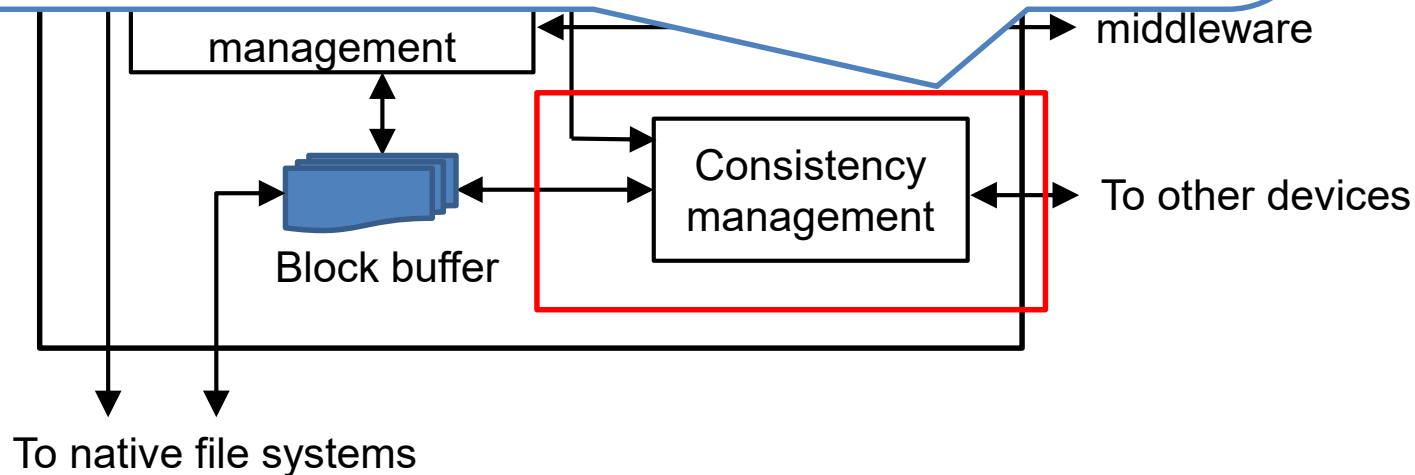 middleware
management
Consistency
management
To other devices
Block buffer
To native file systems